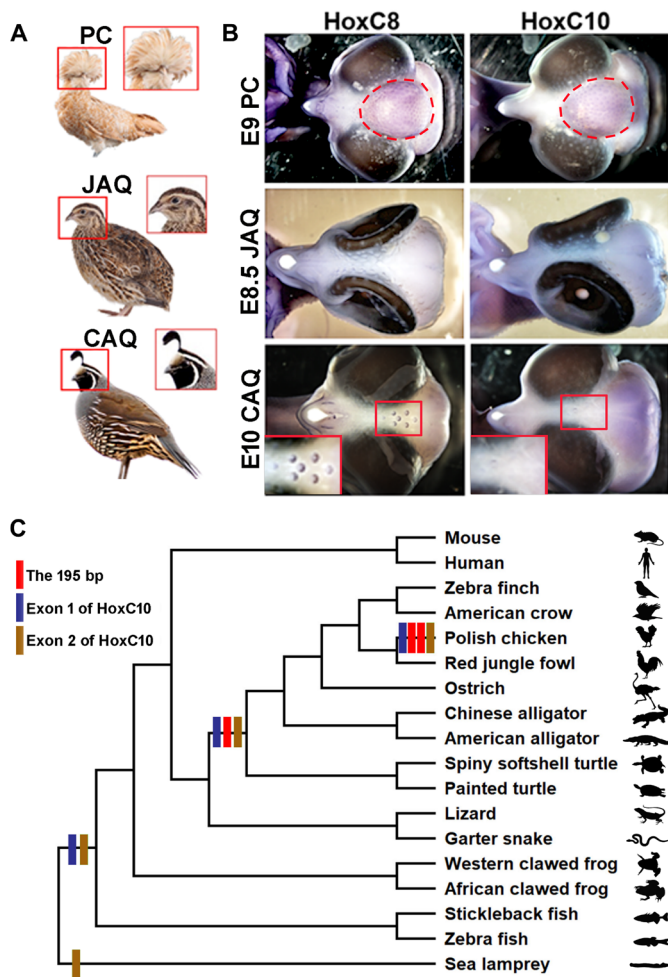 A
PC
JAQ
CAQ
B
HoxC8
HoxC10
E9 PC
E8.5 JAQ
E10 CAQ
C
The 195 bp
Exon 1 of HoxC10
Exon 2 of HoxC10
Mouse
Human
Zebra finch
American crow
Polish chicken
Red jungle fowl
Ostrich
Chinese alligator
American alligator
Spiny softshell turtle
Painted turtle
Lizard
Garter snake
Western clawed frog
African clawed frog
Stickleback fish
Zebra fish
Sea lamprey